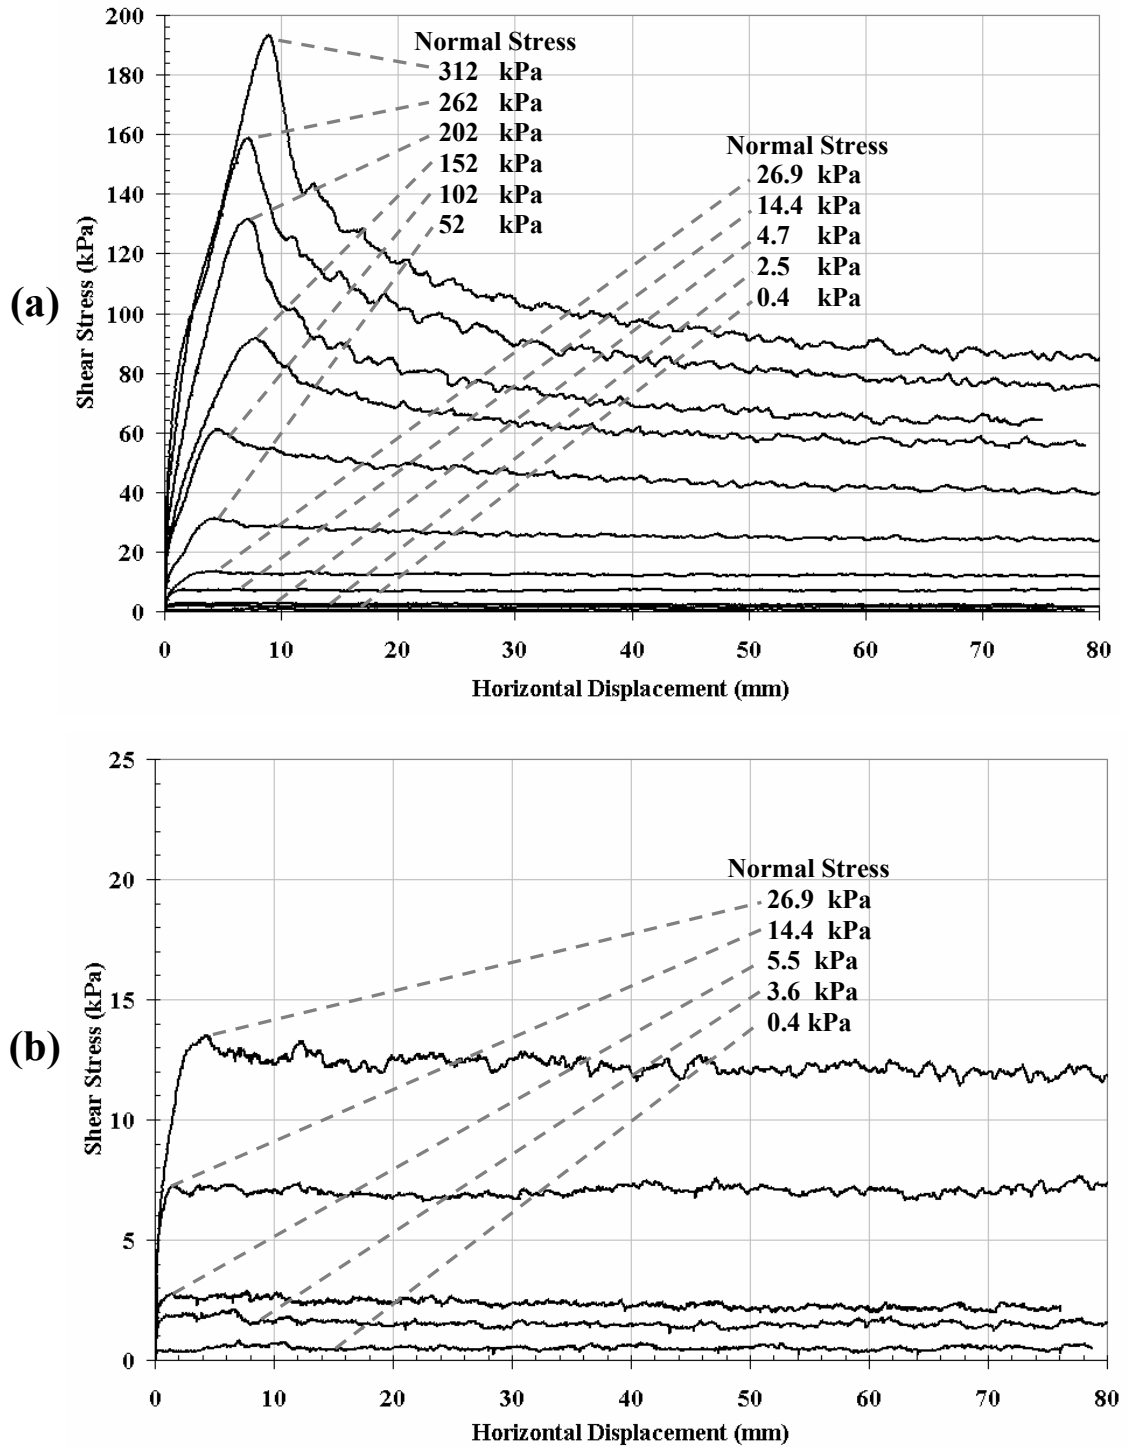 (a)
Shear Stress (kPa)
200
180
160
140
120
100
80
60
40
20
0
Normal Stress
312 kPa
262 kPa
202 kPa
152 kPa
102 kPa
52 kPa
Normal Stress
26.9 kPa
14.4 kPa
4.7 kPa
2.5 kPa
0.4 kPa
0 10 20 30 40 50 60 70 80
Horizontal Displacement (mm)
(b)
Shear Stress (kPa)
25
20
15
10
5
0
Normal Stress
26.9 kPa
14.4 kPa
5.5 kPa
3.6 kPa
0.4 kPa
0 10 20 30 40 50 60 70 80
Horizontal Displacement (mm)